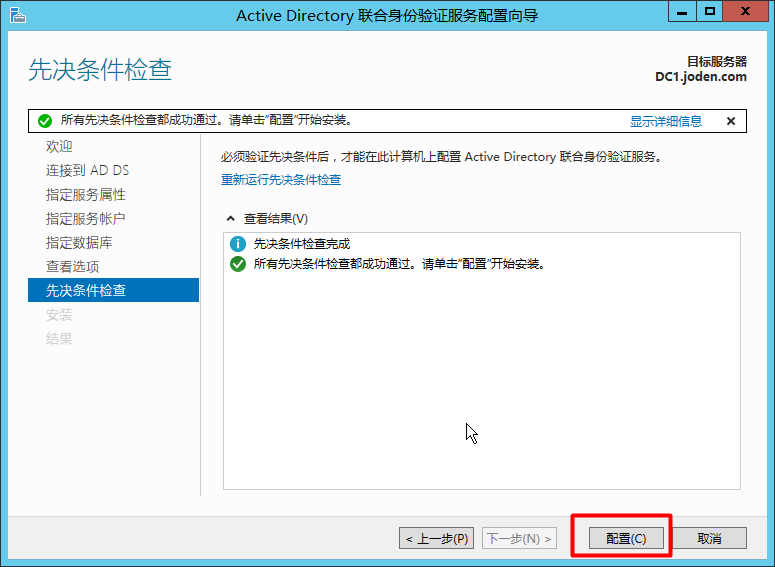 Active Directory 联合身份验证服务配置向导
先决条件检查
目标服务器
DC1.joden.com
所有先决条件检查都成功通过。请单击"配置"开始安装。
显示详细信息
欢迎
连接到 AD DS
指定服务属性
指定服务帐户
指定数据库
查看选项
先决条件检查
安装
结果
必须验证先决条件后，才能在此计算机上配置 Active Directory 联合身份验证服务。
重新运行先决条件检查
查看结果(V)
先决条件检查完成
所有先决条件检查都成功通过。请单击"配置"开始安装。
< 上一步(P)
下一步(N) >
配置(C)
取消